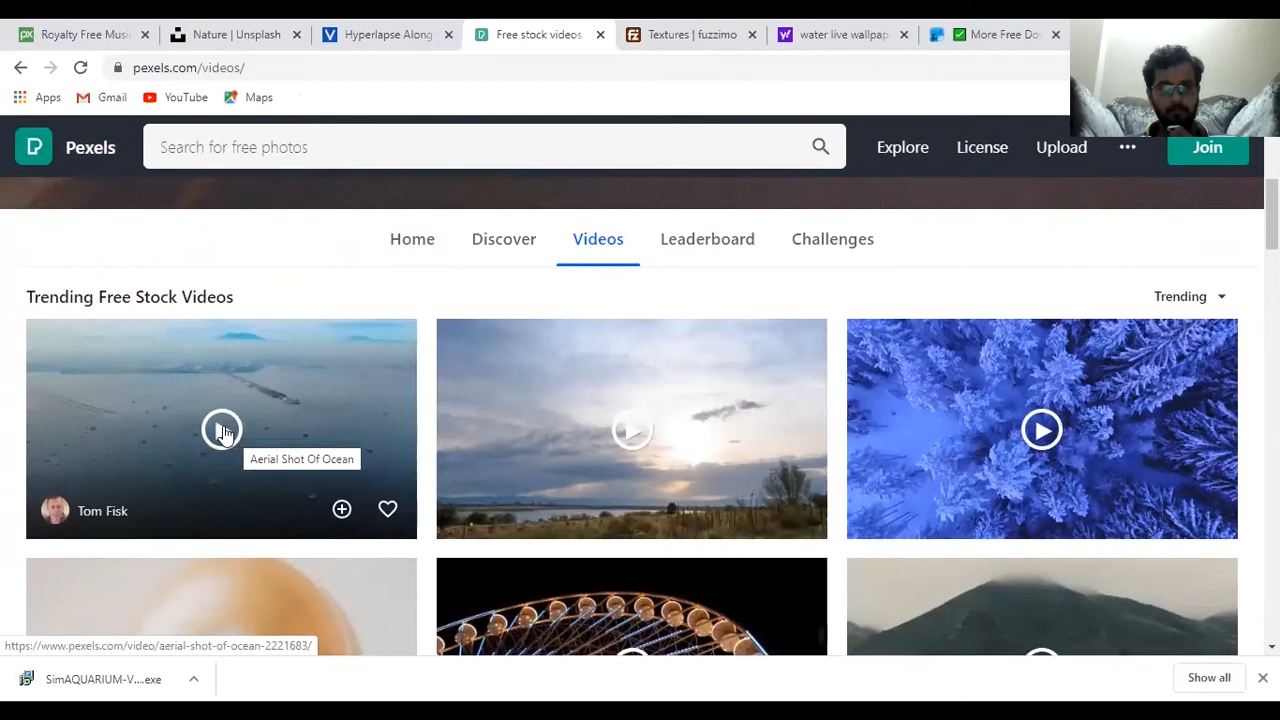 Royalty Free Musi
Nature | Unsplash
Hyperlapse Along
Free stock videos
Textures | fuzzimo
water live wallpap
More Free Do
pexels.com/videos/
Apps
Gmail
YouTube
Maps
Pexels
Search for free photos
Explore
License
Upload
Join
Home
Discover
Videos
Leaderboard
Challenges
Trending Free Stock Videos
Trending
Aerial Shot Of Ocean
Tom Fisk
https://www.pexels.com/video/aerial-shot-of-ocean-2221683/
SimAQUARIUM-V....exe
Show all